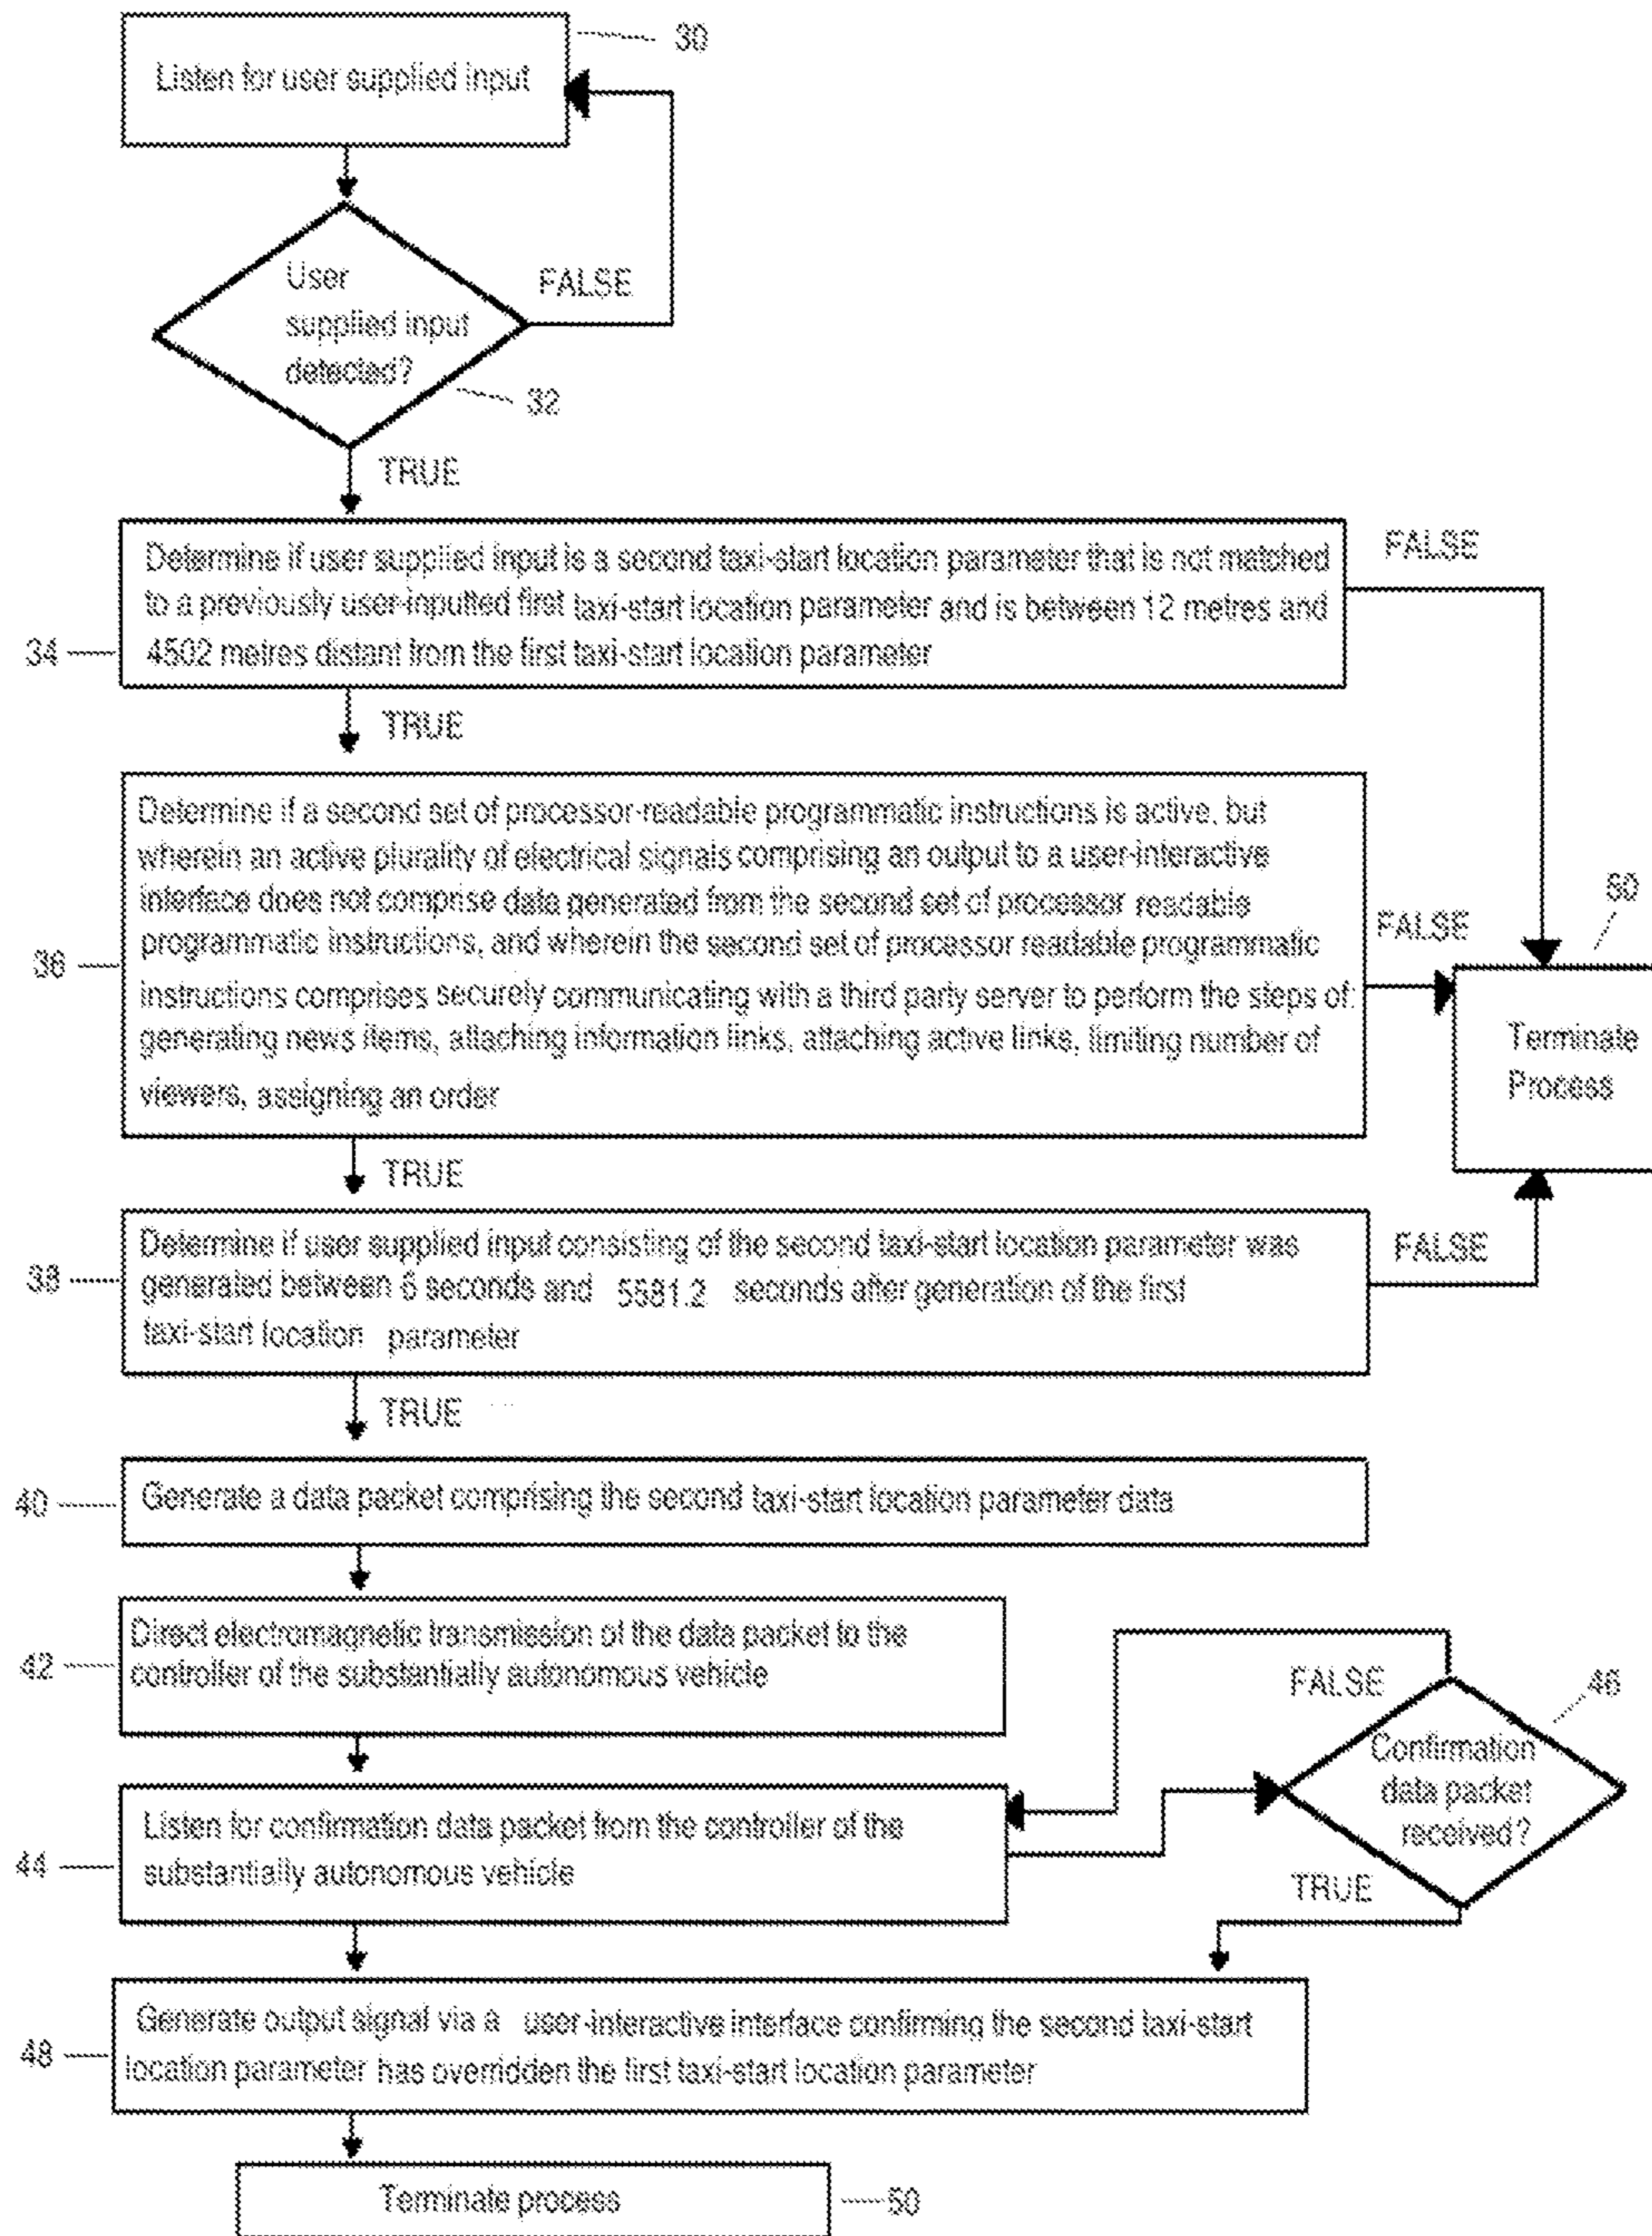 30
Listen for user supplied input
User
supplied input
detected?
FALSE
32
TRUE
Determine if user supplied input is a second taxi-start location parameter that is not matched
to a previously user-inputted first taxi-start location parameter and is between 12 metres and
4502 metres distant from the first taxi-start location parameter
FALSE
34
TRUE
Determine if a second set of processor-readable programmatic instructions is active, but
wherein an active plurality of electrical signals comprising an output to a user-interactive
interface does not comprise data generated from the second set of processor readable
programmatic instructions, and wherein the second set of processor readable programmatic
instructions comprises securely communicating with a third party server to perform the steps of:
generating news items, attaching information links, attaching active links, limiting number of
viewers, assigning an order
36
FALSE
Terminate
Process
TRUE
Determine if user supplied input consisting of the second taxi-start location parameter was
generated between 6 seconds and 5581.2 seconds after generation of the first
taxi-start location parameter
38
FALSE
TRUE
40
Generate a data packet comprising the second taxi-start location parameter data
42
Direct electromagnetic transmission of the data packet to the
controller of the substantially autonomous vehicle
FALSE
46
Confirmation
data packet
received?
TRUE
44
Listen for confirmation data packet from the controller of the
substantially autonomous vehicle
48
Generate output signal via a user-interactive interface confirming the second taxi-start
location parameter has overridden the first taxi-start location parameter
Terminate process
50